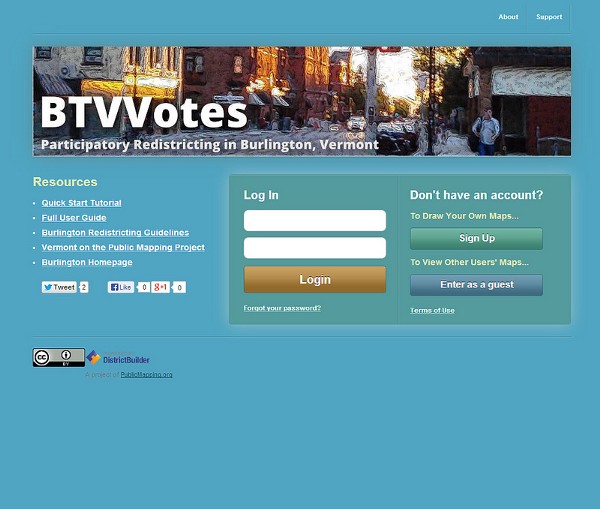 About Support
BTVVotes
Participatory Redistricting in Burlington, Vermont
Resources
Quick Start Tutorial
Full User Guide
Burlington Redistricting Guidelines
Vermont on the Public Mapping Project
Burlington Homepage
Tweet 2 Like 0 +1 0
Log In
Login
Forgot your password?
Don't have an account?
To Draw Your Own Maps...
Sign Up
To View Other Users' Maps...
Enter as a guest
Terms of Use
cc BY DistrictBuilder
A project of PublicMapping.org